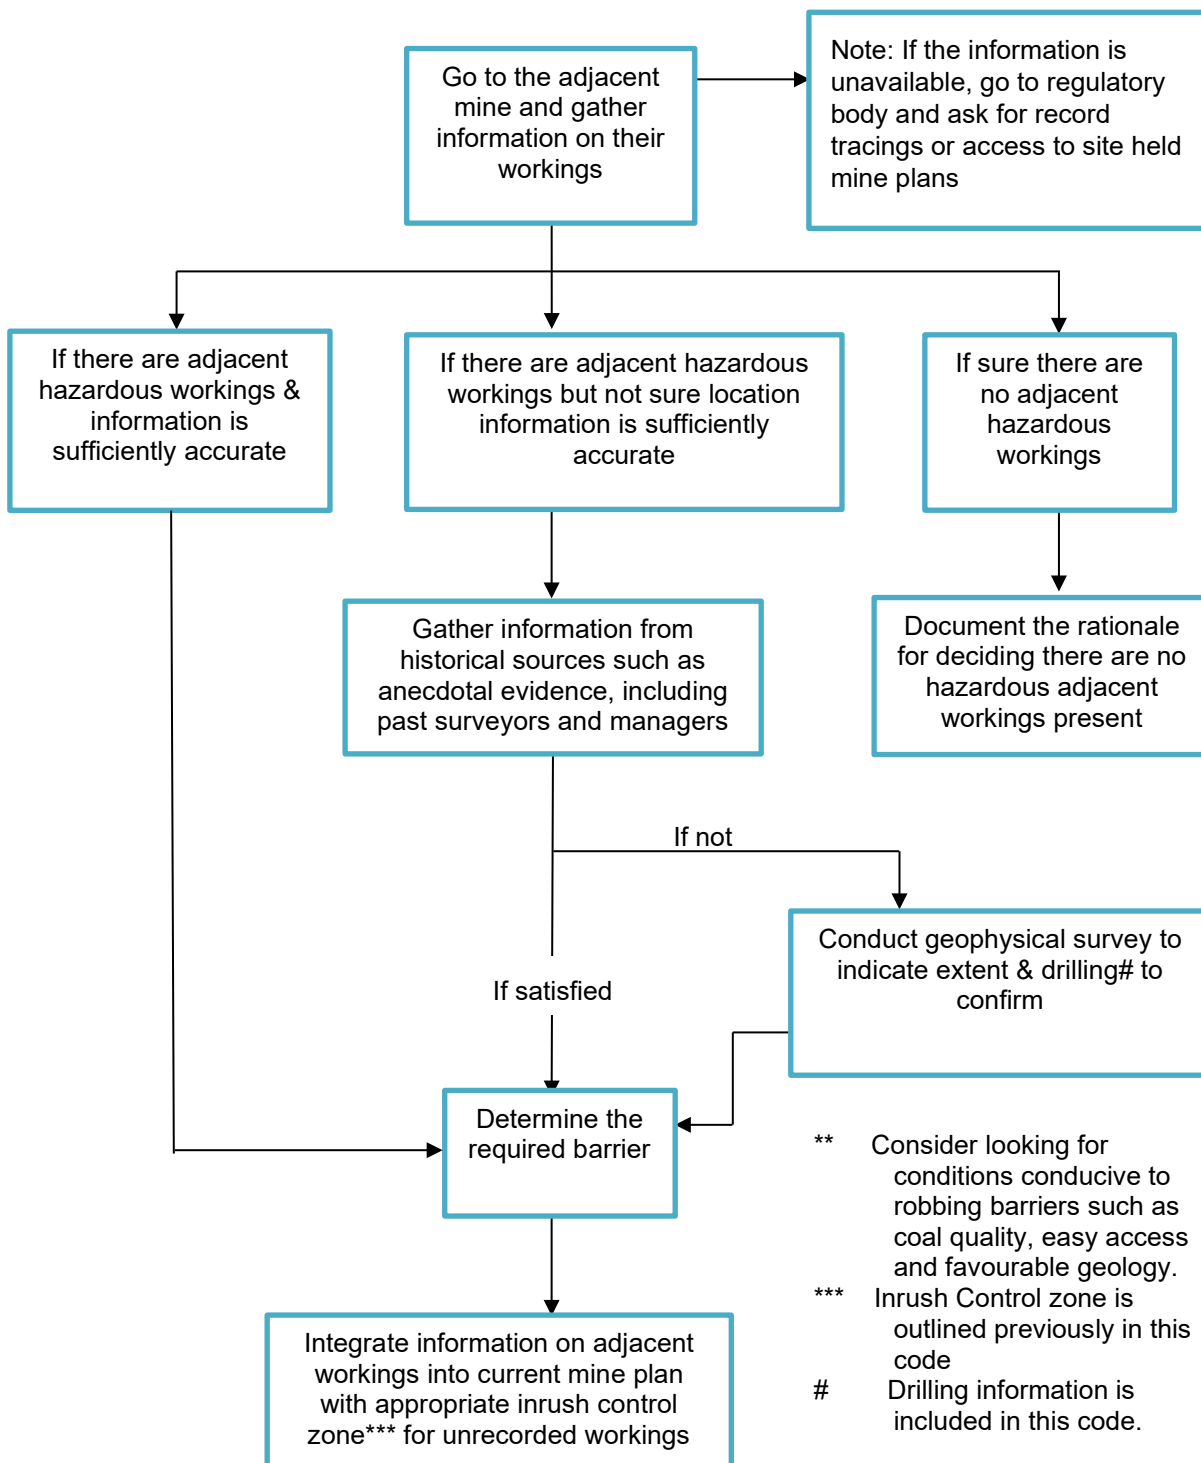 Go to the adjacent
mine and gather
information on their
workings
Note: If the information is
unavailable, go to regulatory
body and ask for record
tracings or access to site held
mine plans
If there are adjacent
hazardous workings &
information is
sufficiently accurate
If there are adjacent hazardous
workings but not sure location
information is sufficiently
accurate
If sure there are
no adjacent
hazardous
workings
Gather information from
historical sources such as
anecdotal evidence, including
past surveyors and managers
Document the rationale
for deciding there are no
hazardous adjacent
workings present
If not
Conduct geophysical survey to
indicate extent & drilling# to
confirm
If satisfied
Determine the
required barrier
** Consider looking for
conditions conducive to
robbing barriers such as
coal quality, easy access
and favourable geology.
*** Inrush Control zone is
outlined previously in this
code
# Drilling information is
included in this code.
Integrate information on adjacent
workings into current mine plan
with appropriate inrush control
zone*** for unrecorded workings